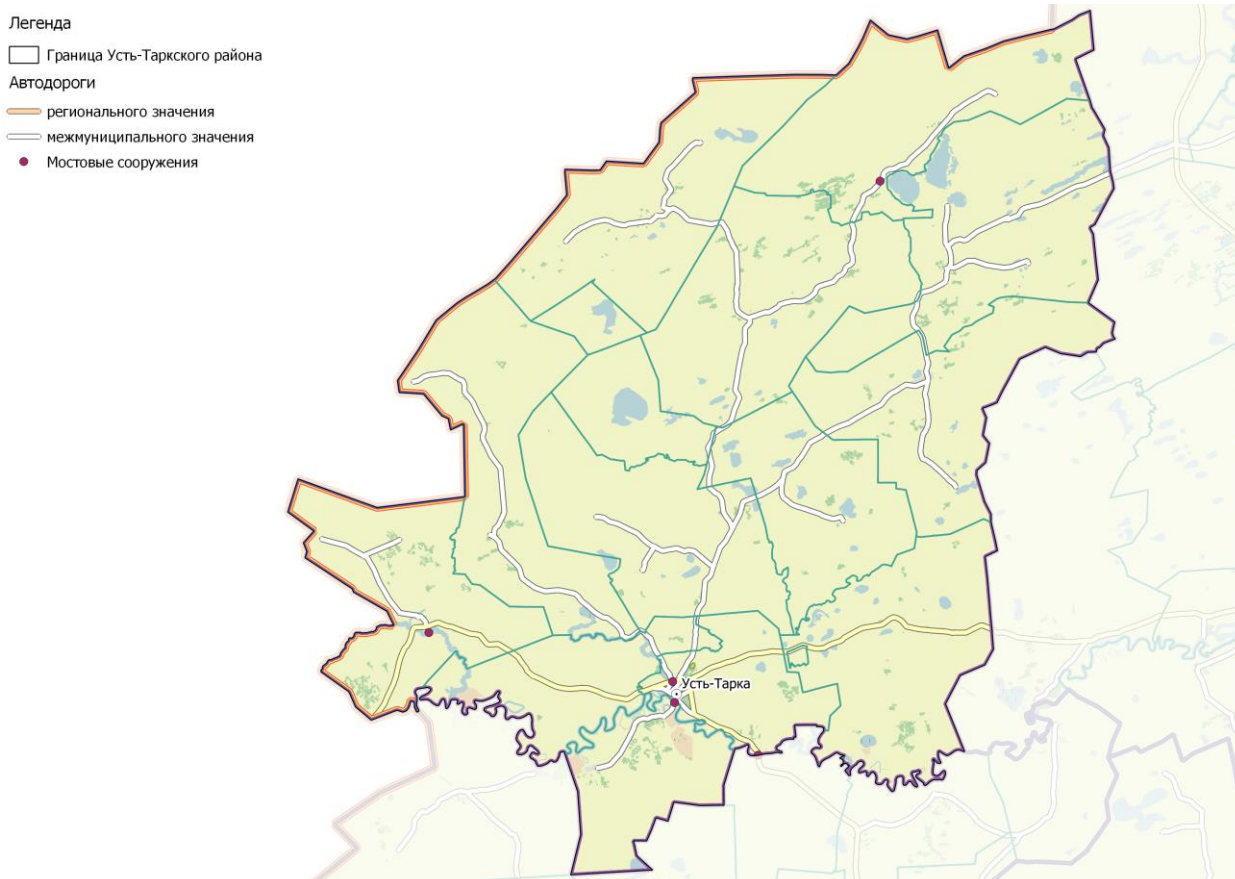 Легенда
Граница Усть-Таркского района
Автодороги
регионального значения
межмуниципального значения
Мостовые сооружения
Усть-Тарка